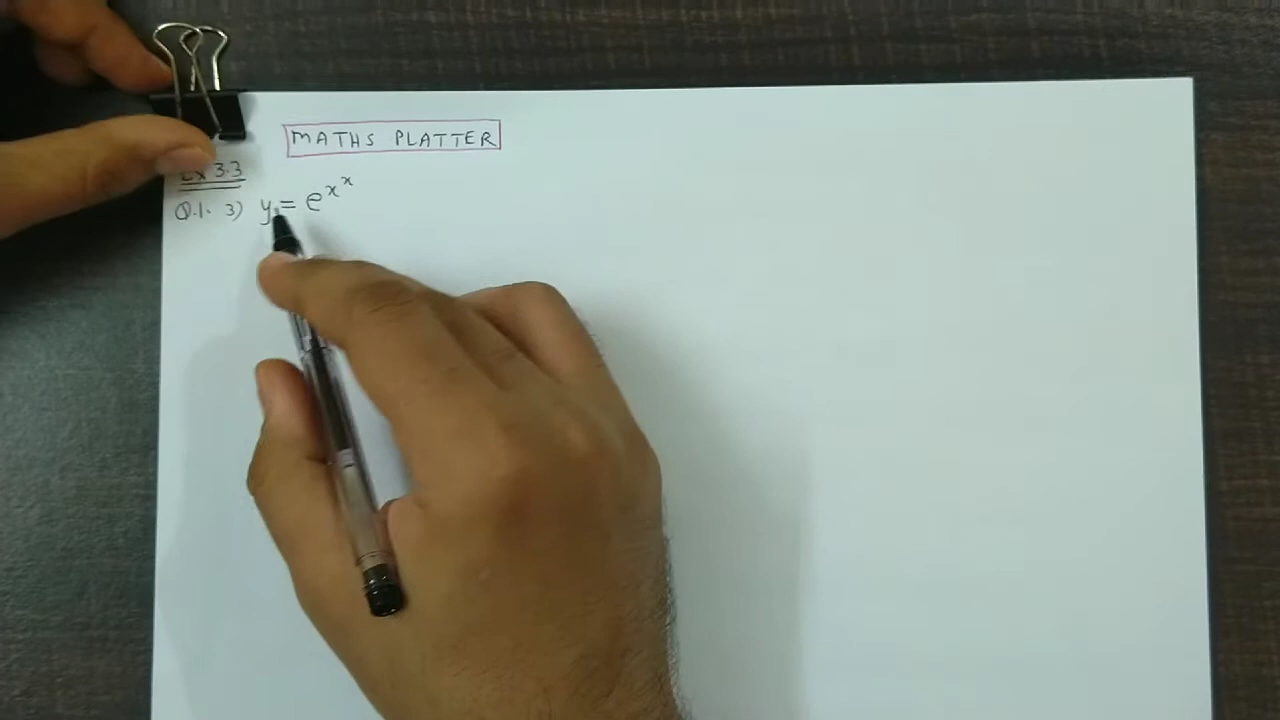 MATHS PLATTER
Ex 3.3
Q.1. 3) y = e^x^x